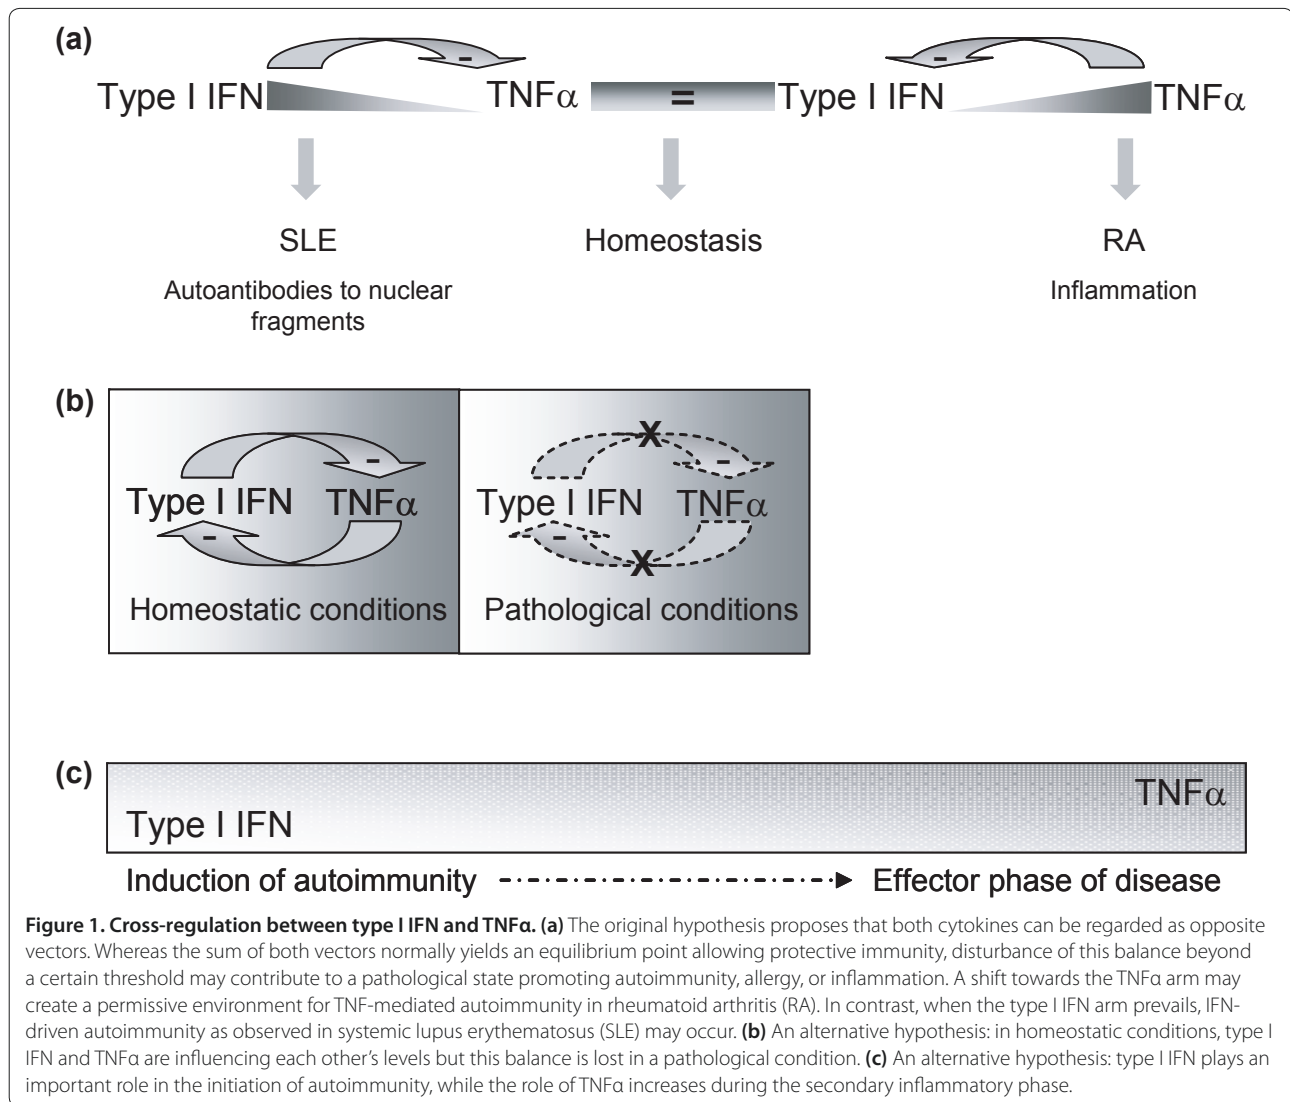 (a)
- -
Type I IFN TNFα = Type I IFN TNFα
SLE Homeostasis RA
Autoantibodies to nuclear Inflammation
fragments
(b)
X
- -
Type I IFN TNFα Type I IFN TNFα
- -
X
Homeostatic conditions Pathological conditions
(c)
TNFα
Type I IFN
Induction of autoimmunity Effector phase of disease
Figure 1. Cross-regulation between type I IFN and TNFα. (a) The original hypothesis proposes that both cytokines can be regarded as opposite
vectors. Whereas the sum of both vectors normally yields an equilibrium point allowing protective immunity, disturbance of this balance beyond
a certain threshold may contribute to a pathological state promoting autoimmunity, allergy, or inflammation. A shift towards the TNFα arm may
create a permissive environment for TNF-mediated autoimmunity in rheumatoid arthritis (RA). In contrast, when the type I IFN arm prevails, IFN-
driven autoimmunity as observed in systemic lupus erythematosus (SLE) may occur. (b) An alternative hypothesis: in homeostatic conditions, type I
IFN and TNFα are influencing each other's levels but this balance is lost in a pathological condition. (c) An alternative hypothesis: type I IFN plays an
important role in the initiation of autoimmunity, while the role of TNFα increases during the secondary inflammatory phase.